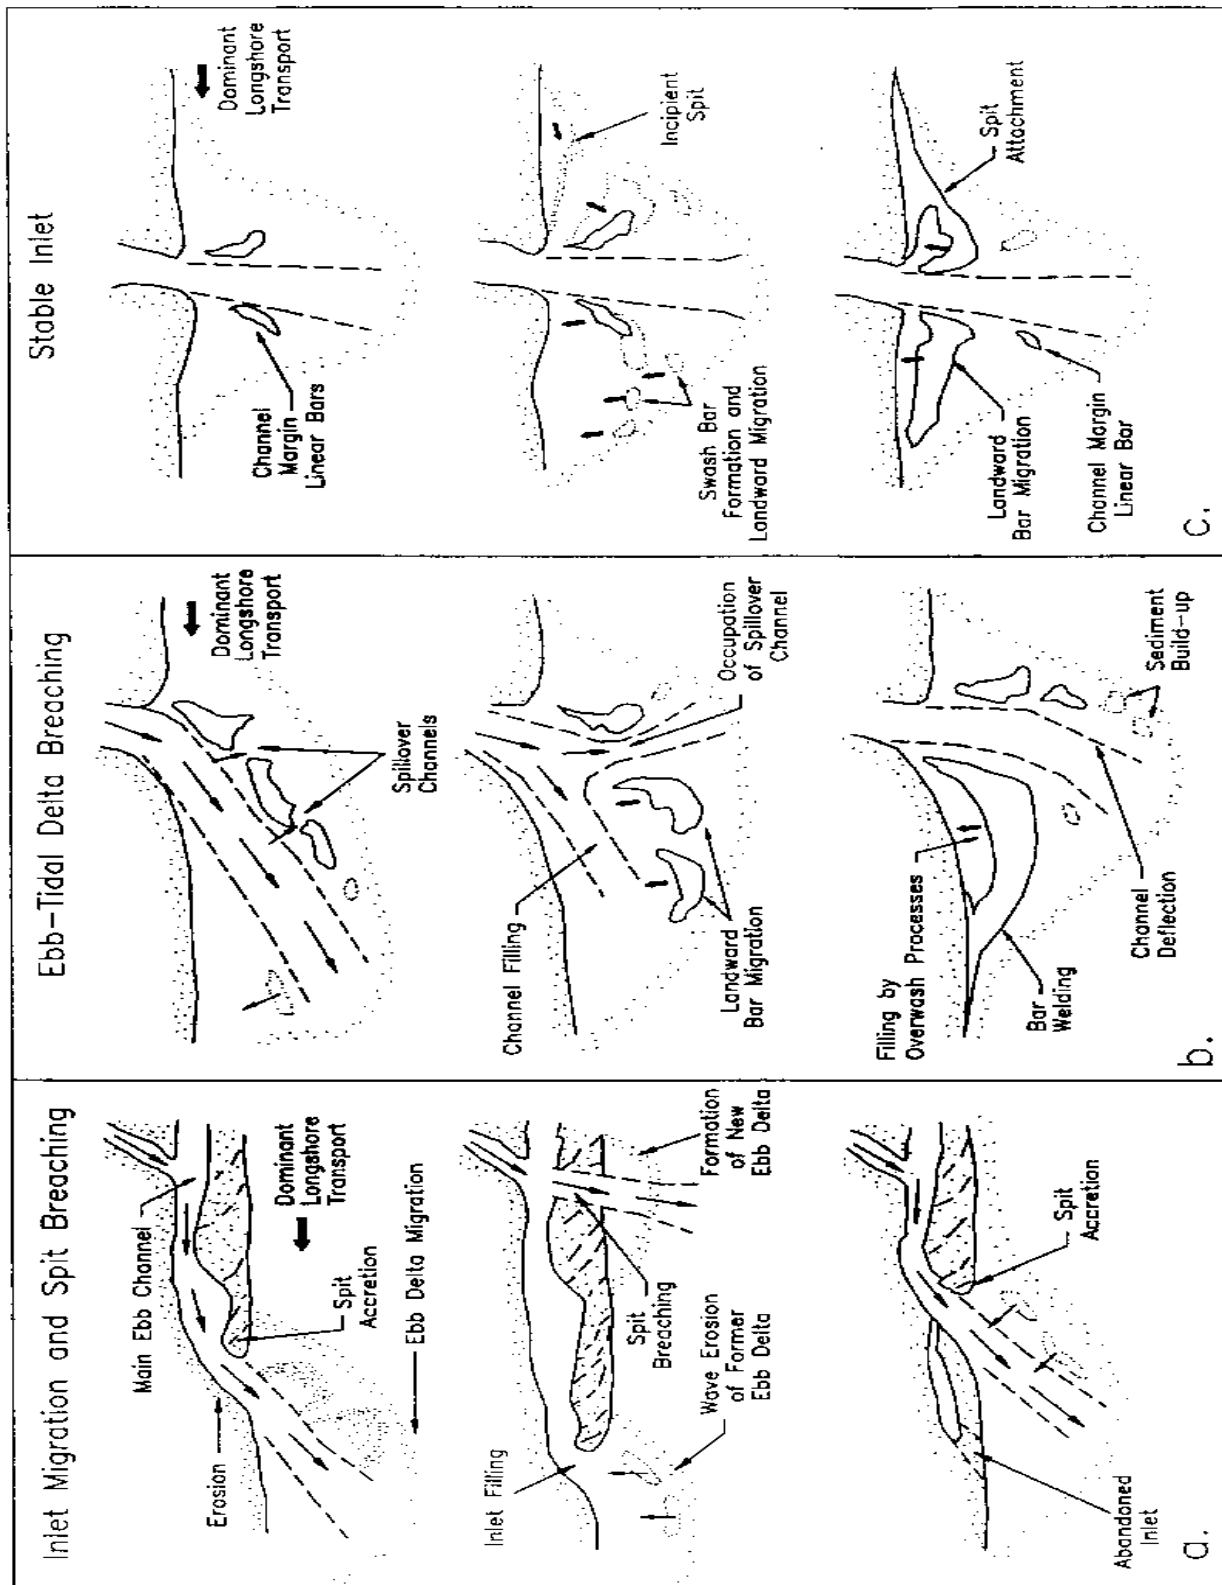 Inlet Migration and Spit Breaching
Main Ebb Channel
Erosion
Dominant
Longshore
Transport
Spit
Accretion
Ebb Delta Migration
Inlet Filling
Spit
Breaching
Wave Erosion
of Former
Ebb Delta
Formation
of New
Ebb Delta
Abandoned
Inlet
Spit
Accretion
a.
Ebb-Tidal Delta Breaching
Dominant
Longshore
Transport
Spillover
Channels
Channel Filling
Landward
Bar Migration
Occupation
of Spillover
Channel
Filling by
Overwash Processes
Bar
Welding
Channel
Deflection
Sediment
Build-up
b.
Stable Inlet
Dominant
Longshore
Transport
Channel
Margin
Linear Bars
Incipient
Spit
Swash Bar
Formation and
Landward Migration
Spit
Attachment
Landward
Bar Migration
Channel Margin
Linear Bar
c.